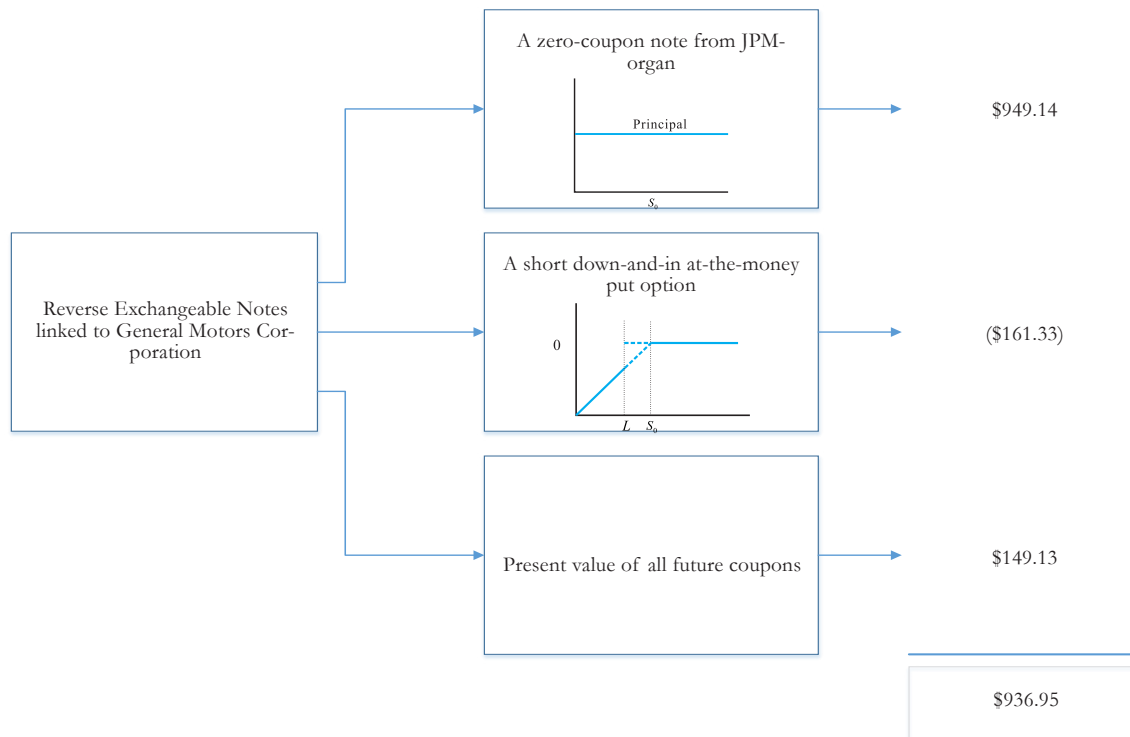 A zero-coupon note from JPM-
organ
Principal
S₀
$949.14
Reverse Exchangeable Notes
linked to General Motors Cor-
poration
A short down-and-in at-the-money
put option
0
L S₀
($161.33)
Present value of all future coupons
$149.13
$936.95